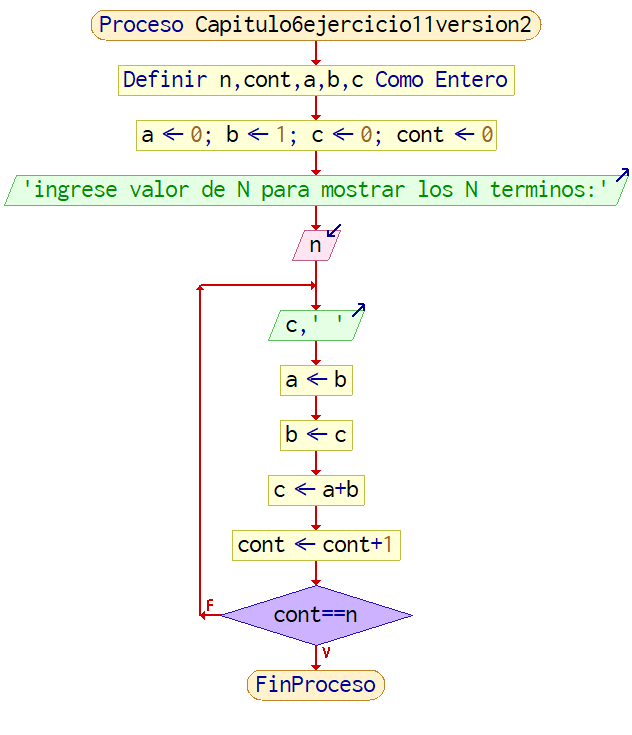 Proceso Capitulo6ejercicio11version2
Definir n,cont,a,b,c Como Entero
a ← 0; b ← 1; c ← 0; cont ← 0
'ingrese valor de N para mostrar los N terminos:'
n
c,' '
a ← b
b ← c
c ← a+b
cont ← cont+1
cont==n
F
V
FinProceso